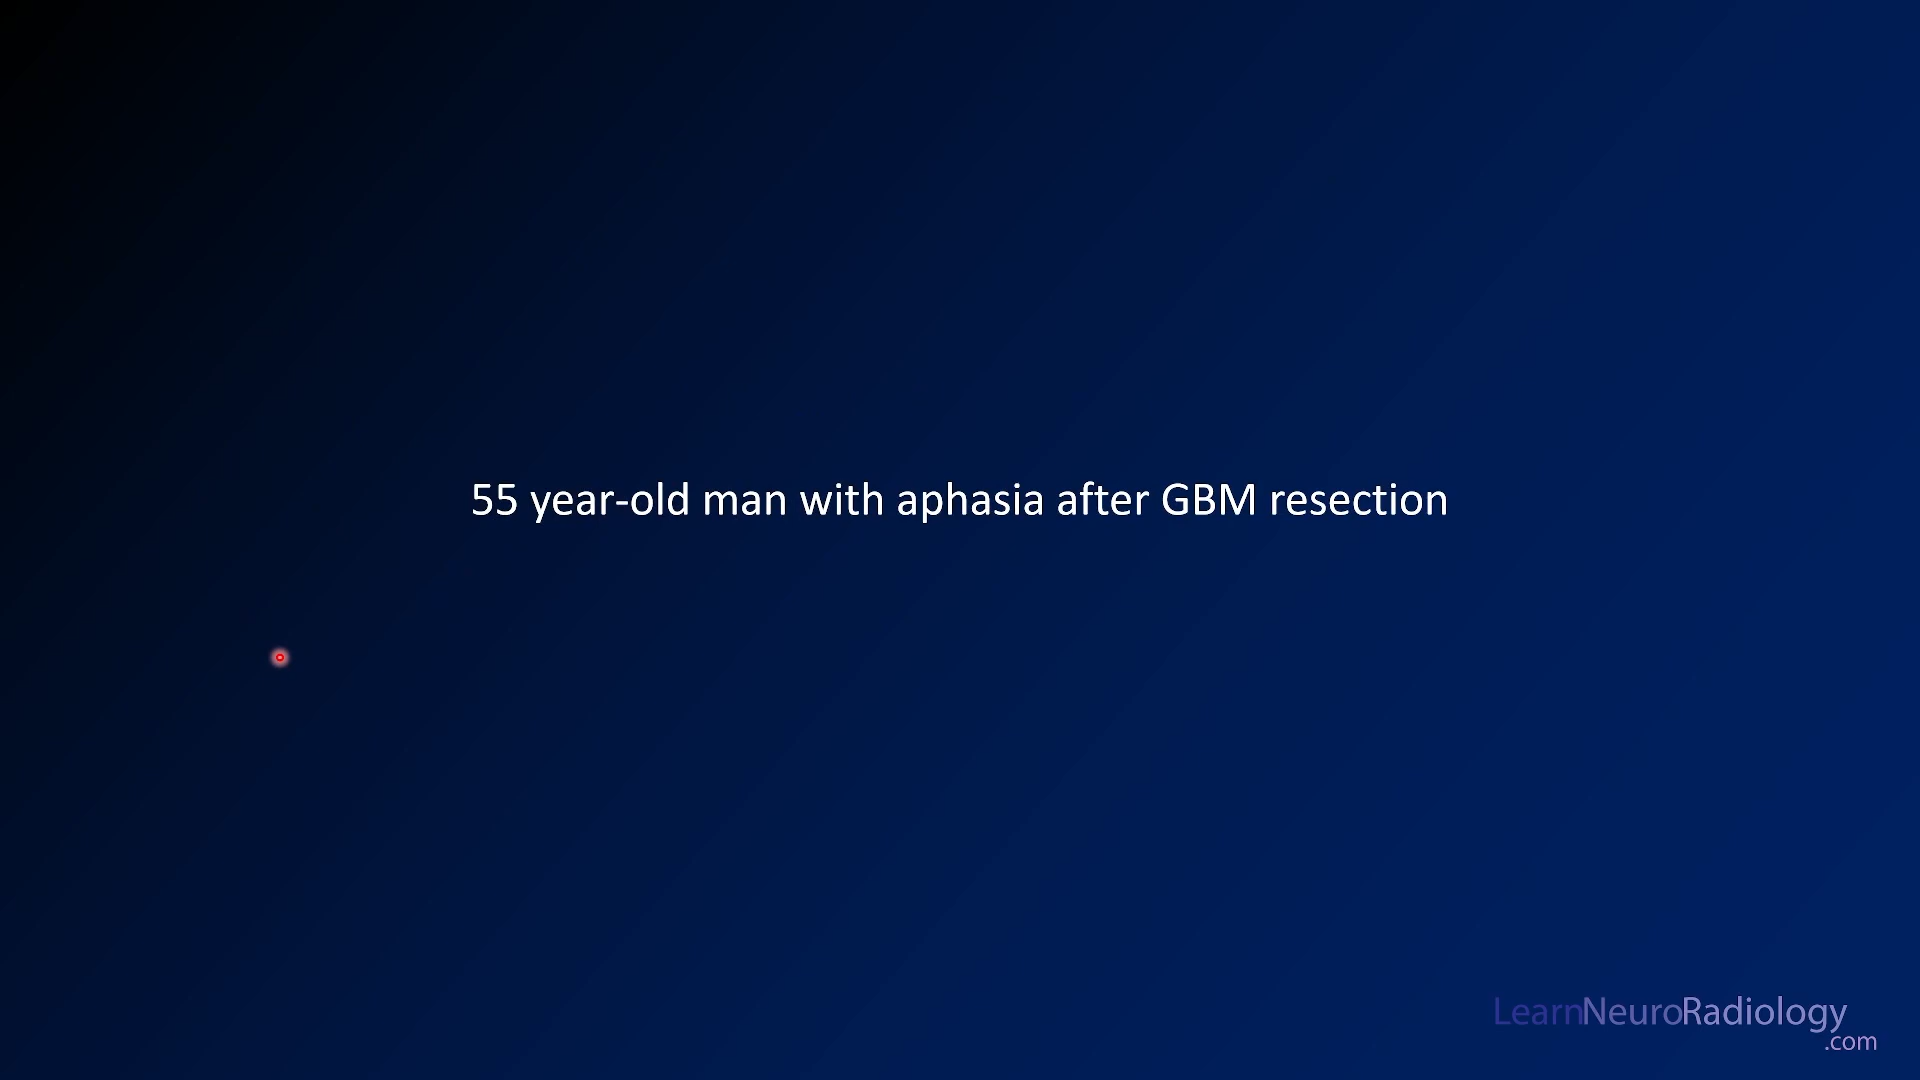 55 year-old man with aphasia after GBM resection
LearnNeuroRadiology
.com